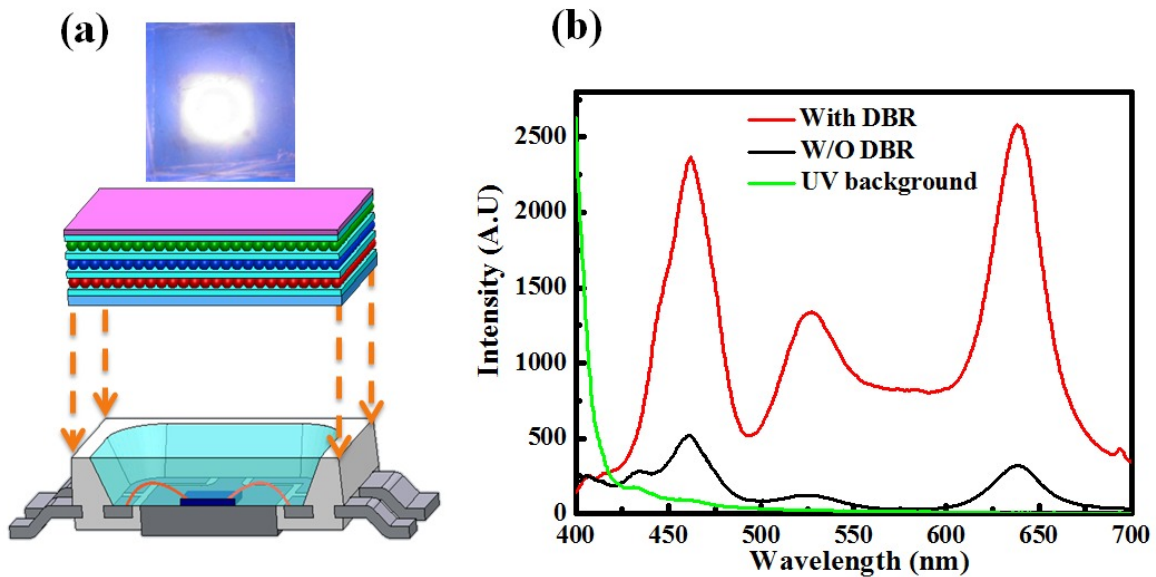 (a)
(b)
With DBR
W/O DBR
UV background
Intensity (A.U)
2500
2000
1500
1000
500
0
400 450 500 550 600 650 700
Wavelength (nm)